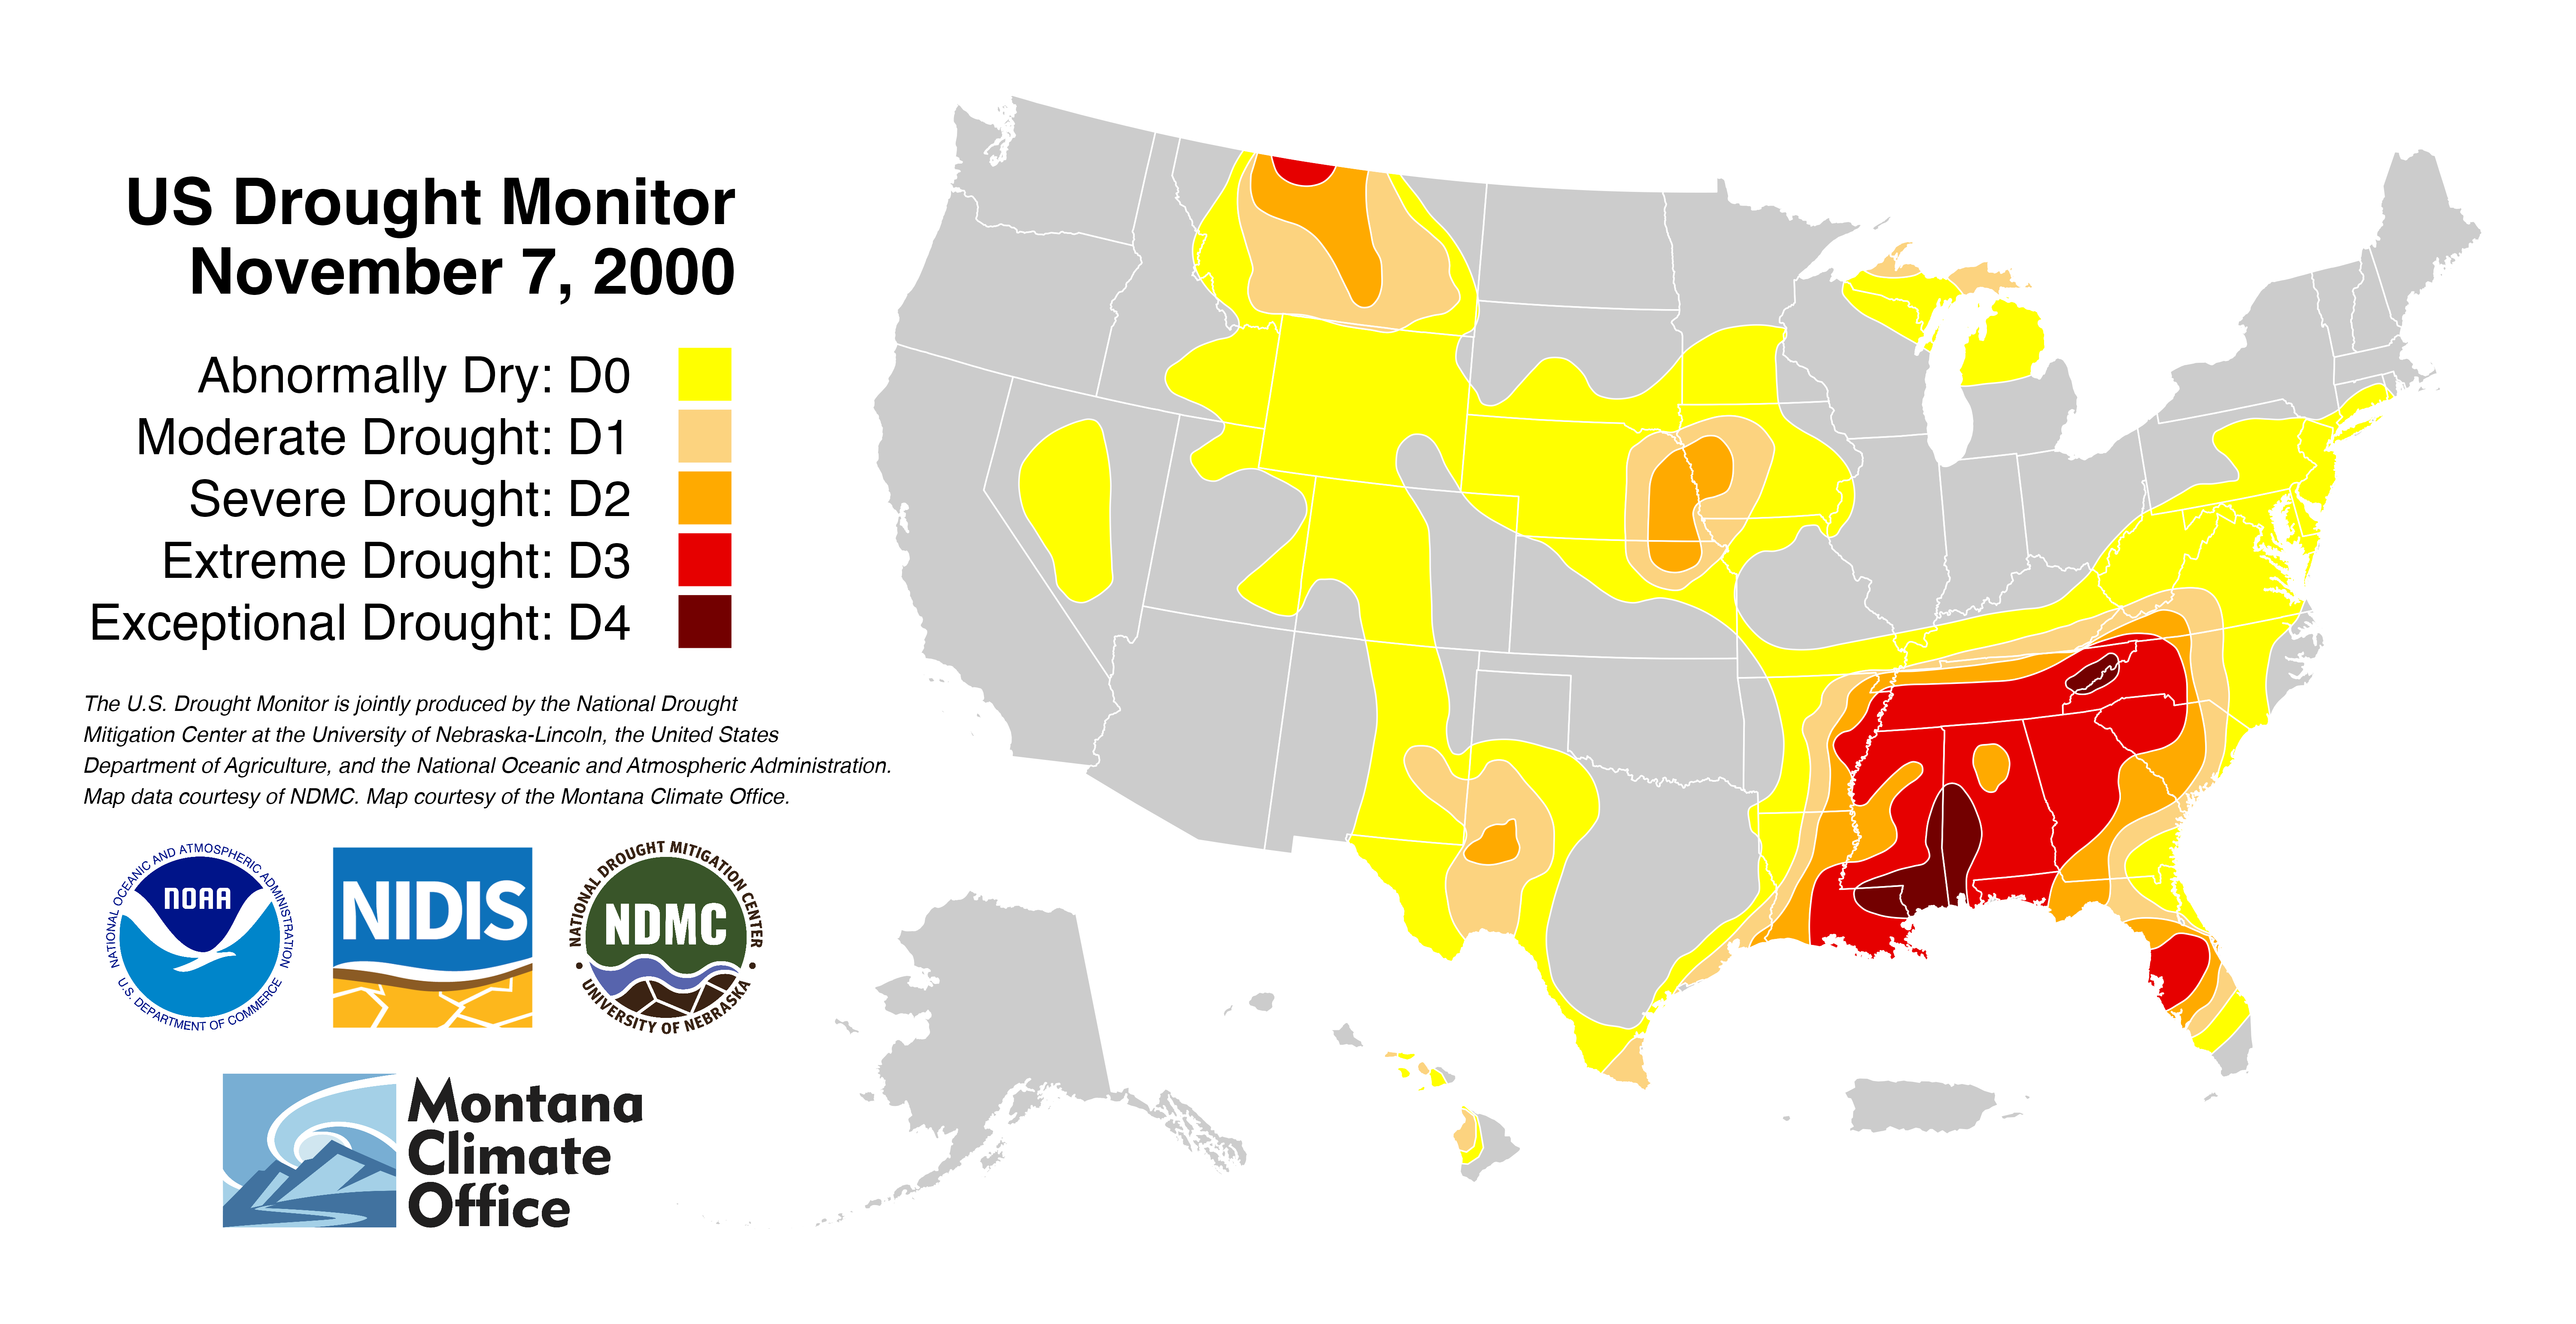 US Drought Monitor
November 7, 2000
Abnormally Dry: D0
Moderate Drought: D1
Severe Drought: D2
Extreme Drought: D3
Exceptional Drought: D4
The U.S. Drought Monitor is jointly produced by the National Drought
Mitigation Center at the University of Nebraska-Lincoln, the United States
Department of Agriculture, and the National Oceanic and Atmospheric Administration.
Map data courtesy of NDMC. Map courtesy of the Montana Climate Office.
NATIONAL OCEANIC AND ATMOSPHERIC ADMINISTRATION
NOAA
U.S. DEPARTMENT OF COMMERCE
NIDIS
NATIONAL DROUGHT MITIGATION CENTER
NDMC
UNIVERSITY OF NEBRASKA
Montana
Climate
Office